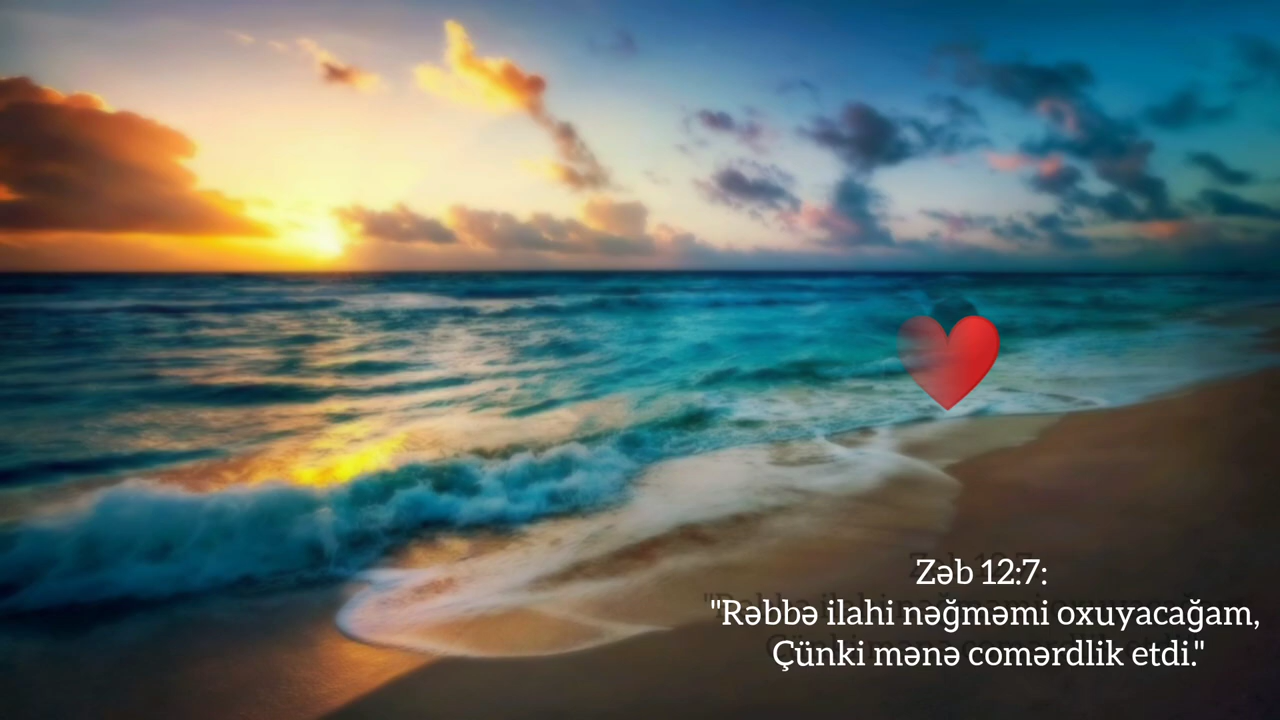 Zəb 12:7:
"Rəbbə ilahi nəğməmi oxuyacağam,
Çünki mənə comərdlik etdi."